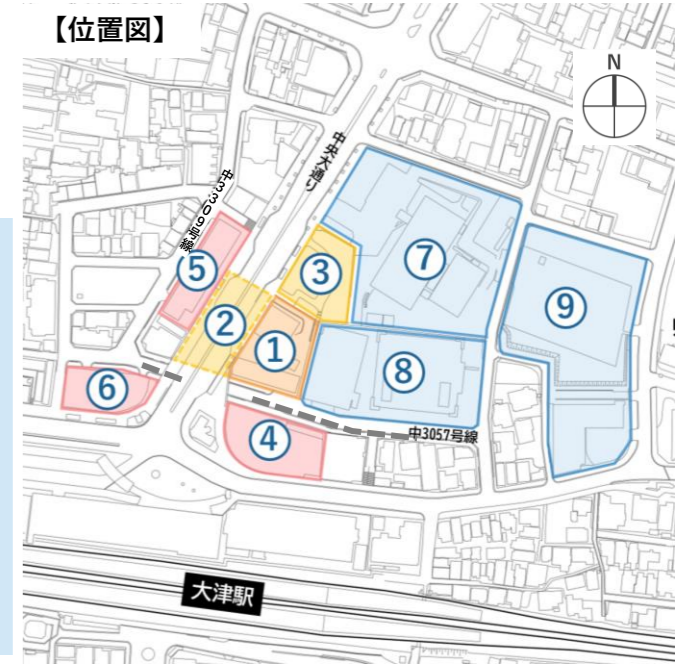 【位置図】
N
中央大通り
中3309号線
⑤
③
⑦
②
⑨
①
⑧
⑥
④
中3057号線
大津駅